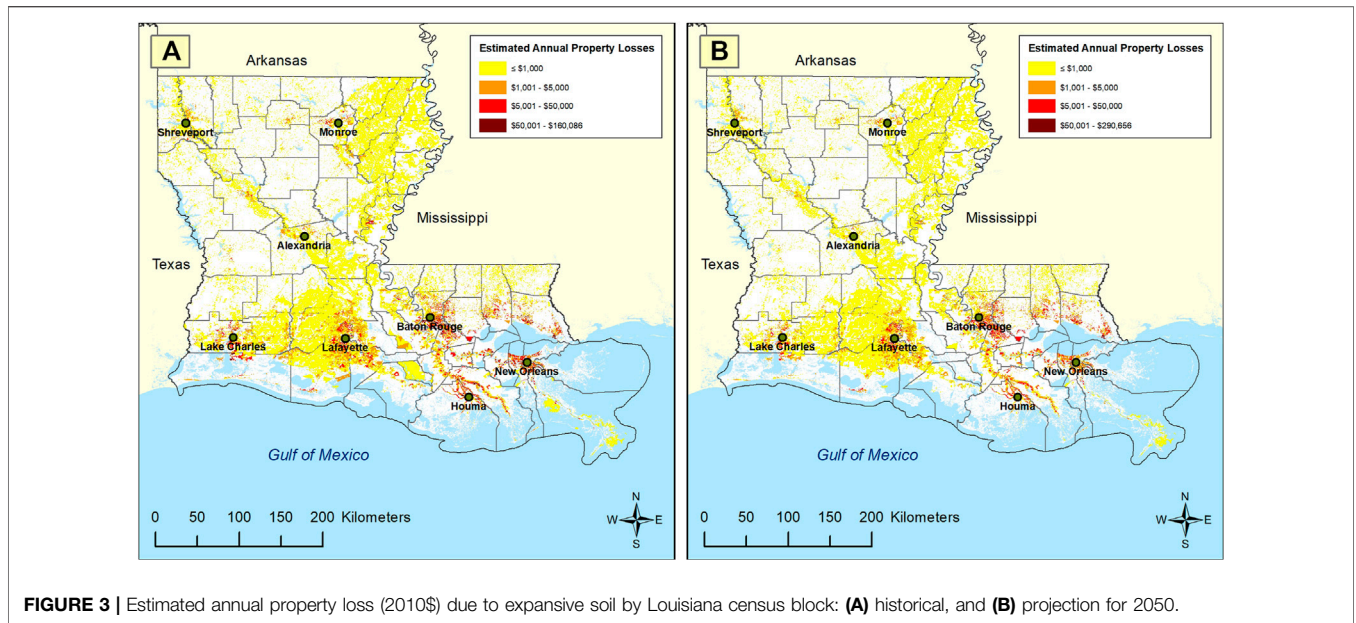 A
Arkansas
Estimated Annual Property Losses
≤ $1,000
$1,001 - $5,000
$5,001 - $50,000
$50,001 - $160,086
Shreveport
Monroe
Mississippi
Alexandria
Texas
Baton Rouge
Lake Charles
Lafayette
New Orleans
Houma
Gulf of Mexico
0 50 100 150 200 Kilometers
N
W E
S
B
Arkansas
Estimated Annual Property Losses
≤ $1,000
$1,001 - $5,000
$5,001 - $50,000
$50,001 - $290,656
Shreveport
Monroe
Mississippi
Alexandria
Texas
Baton Rouge
Lake Charles
Lafayette
New Orleans
Houma
Gulf of Mexico
0 50 100 150 200 Kilometers
N
W E
S
FIGURE 3 | Estimated annual property loss (2010$) due to expansive soil by Louisiana census block: (A) historical, and (B) projection for 2050.